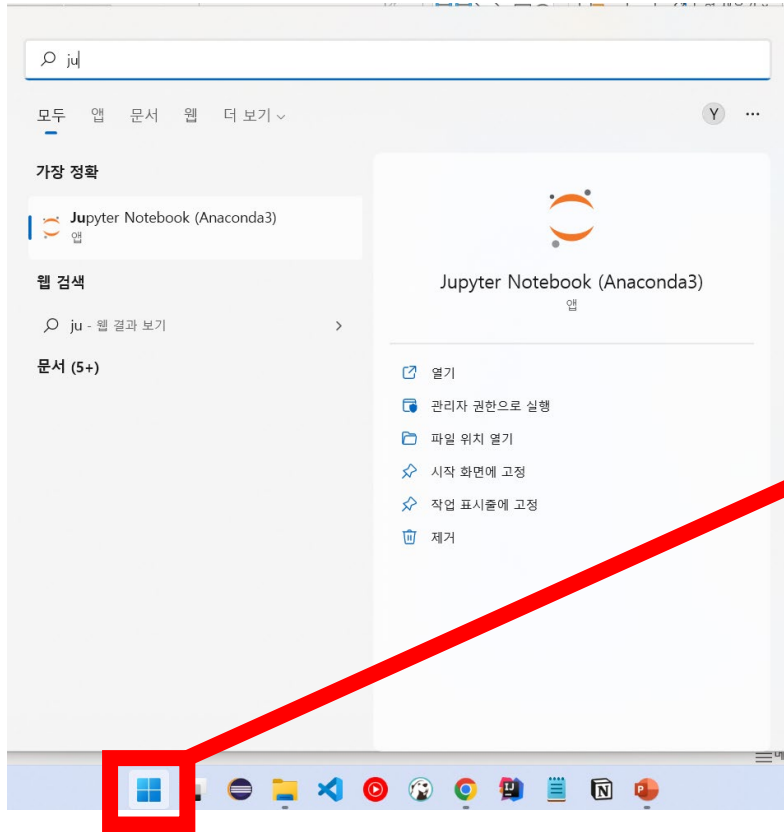 ju
모두 앱 문서 웹 더 보기
Y
가장 정확
Jupyter Notebook (Anaconda3)
앱
웹 검색
ju - 웹 결과 보기
문서 (5+)
Jupyter Notebook (Anaconda3)
앱
열기
관리자 권한으로 실행
파일 위치 열기
시작 화면에 고정
작업 표시줄에 고정
제거